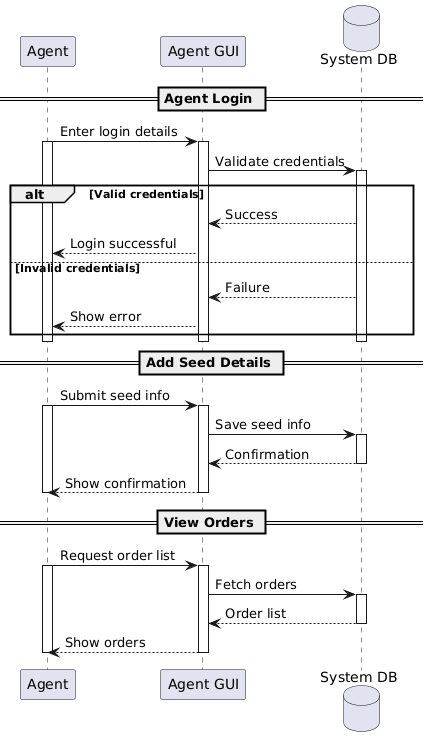 Agent
Agent GUI
System DB
Agent Login
Enter login details
Validate credentials
alt
[Valid credentials]
Success
Login successful
[Invalid credentials]
Failure
Show error
Add Seed Details
Submit seed info
Save seed info
Confirmation
Show confirmation
View Orders
Request order list
Fetch orders
Order list
Show orders
Agent
Agent GUI
System DB